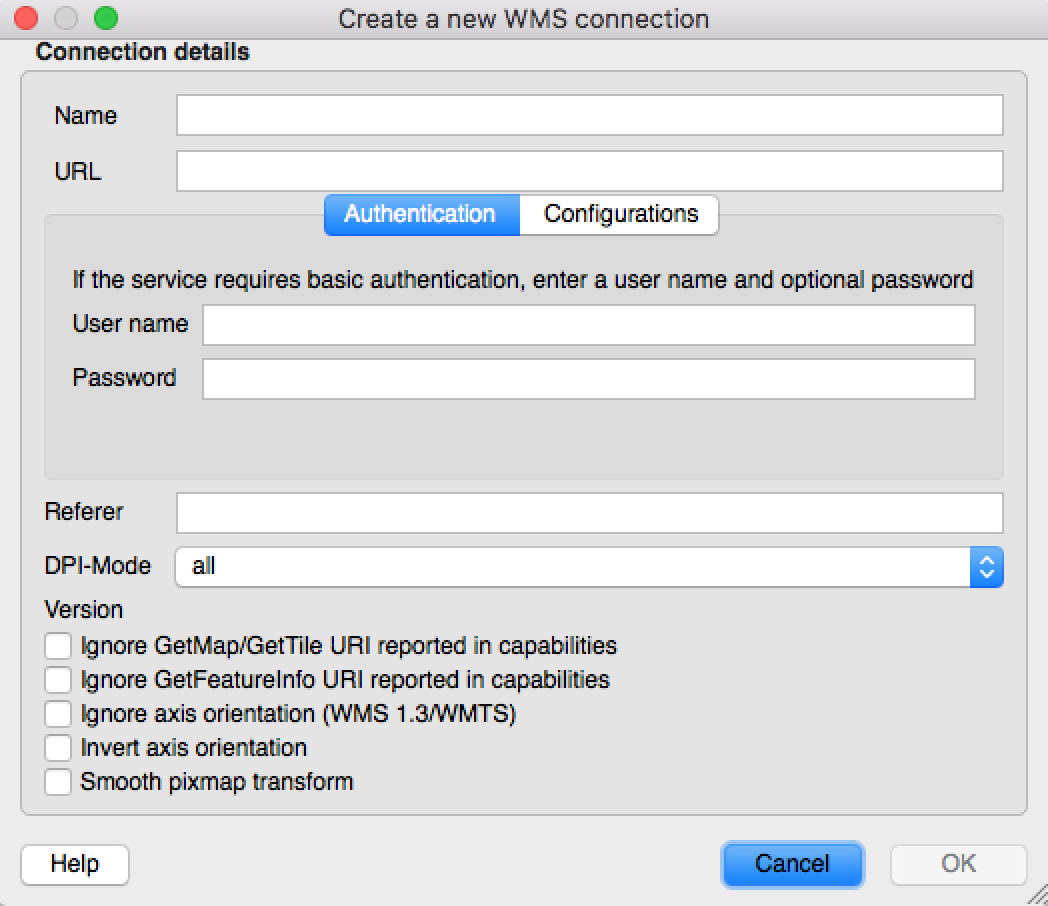 Create a new WMS connection
Connection details
Name
URL
Authentication Configurations
If the service requires basic authentication, enter a user name and optional password
User name
Password
Referer
DPI-Mode all
Version
Ignore GetMap/GetTile URI reported in capabilities
Ignore GetFeatureInfo URI reported in capabilities
Ignore axis orientation (WMS 1.3/WMTS)
Invert axis orientation
Smooth pixmap transform
Help Cancel OK